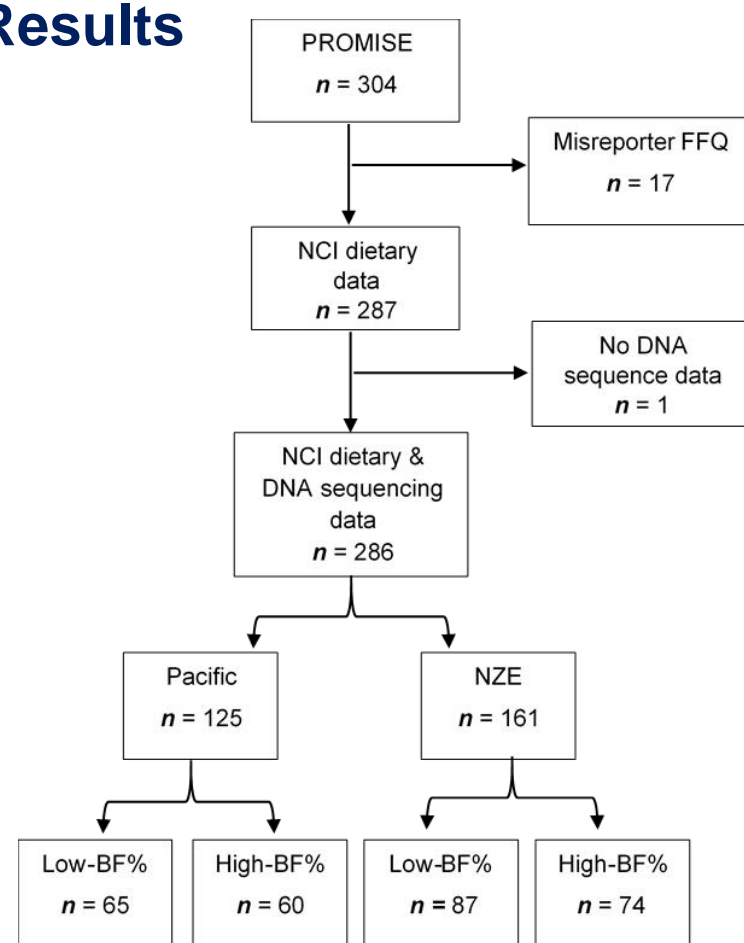 Results
PROMISE
n = 304
Misreporter FFQ
n = 17
NCI dietary
data
n = 287
No DNA
sequence data
n = 1
NCI dietary &
DNA sequencing
data
n = 286
Pacific
n = 125
NZE
n = 161
Low-BF%
n = 65
High-BF%
n = 60
Low-BF%
n = 87
High-BF%
n = 74